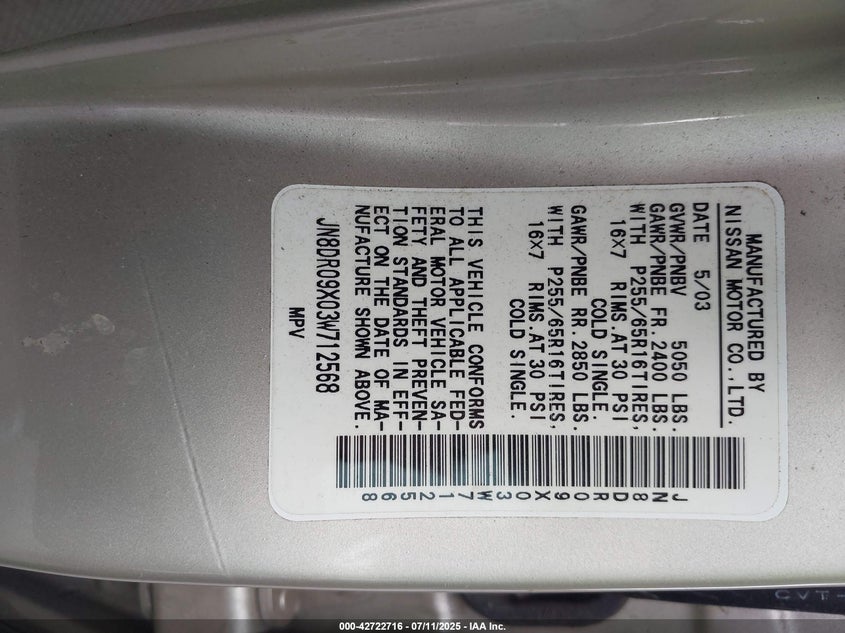 MANUFACTURED BY
NISSAN MOTOR CO.,LTD.
DATE 5/03
GVWR/PNBV 5050 LBS.
GAWR/PNBE FR. 2400 LBS.
WITH P255/65R16TIRES,
16X7 RIMS.AT 30 PSI
COLD SINGLE.
GAWR/PNBE RR. 2850 LBS.
WITH P255/65R16TIRES,
16X7 RIMS.AT 30 PSI
COLD SINGLE.
THIS VEHICLE CONFORMS
TO ALL APPLICABLE FED-
ERAL MOTOR VEHICLE SA-
FETY AND THEFT PREVEN-
TION STANDARDS IN EFF-
ECT ON THE DATE OF MA-
NUFACTURE SHOWN ABOVE.
JN8DR09X03W712568
MPV
JN8DR09X03W712568
CVT-
000-42722716 - 07/11/2025 - IAA Inc.